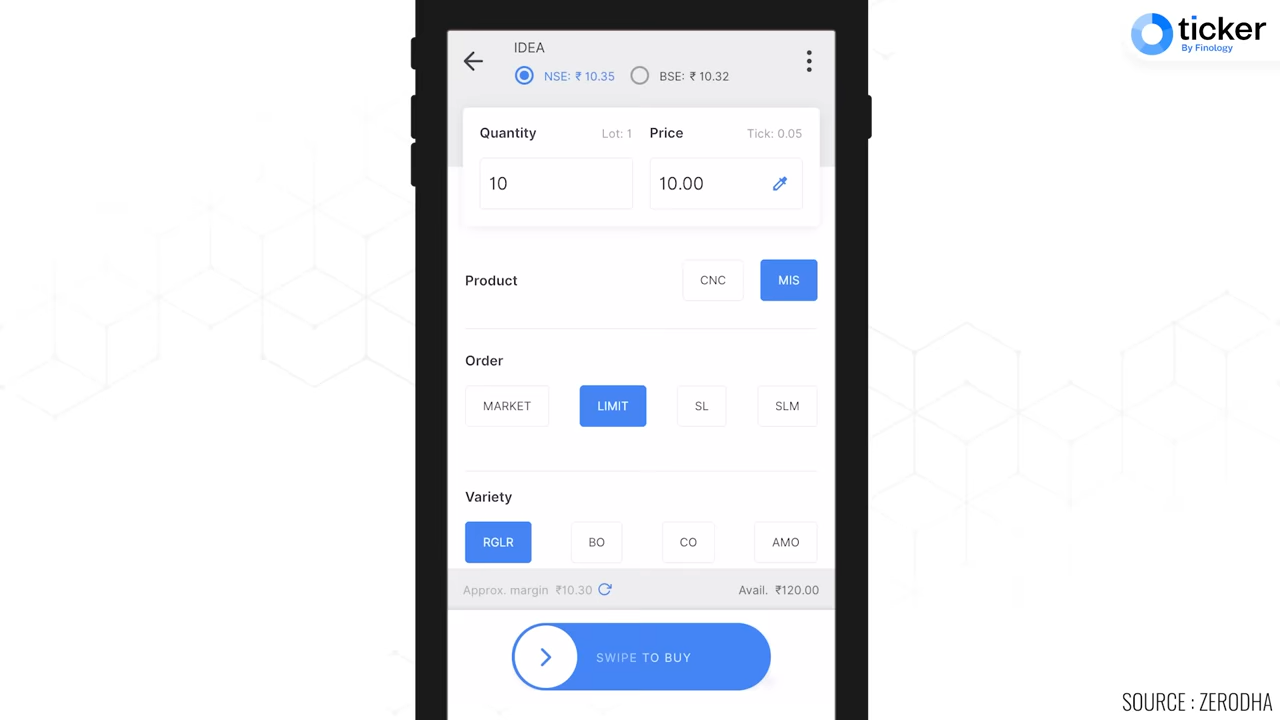 ticker
By Finology
IDEA
NSE: ₹ 10.35 BSE: ₹ 10.32
Quantity Lot: 1 Price Tick: 0.05
10 10.00
Product CNC MIS
Order
MARKET LIMIT SL SLM
Variety
RGLR BO CO AMO
Approx. margin ₹10.30 Avail. ₹120.00
SWIPE TO BUY
SOURCE : ZERODHA